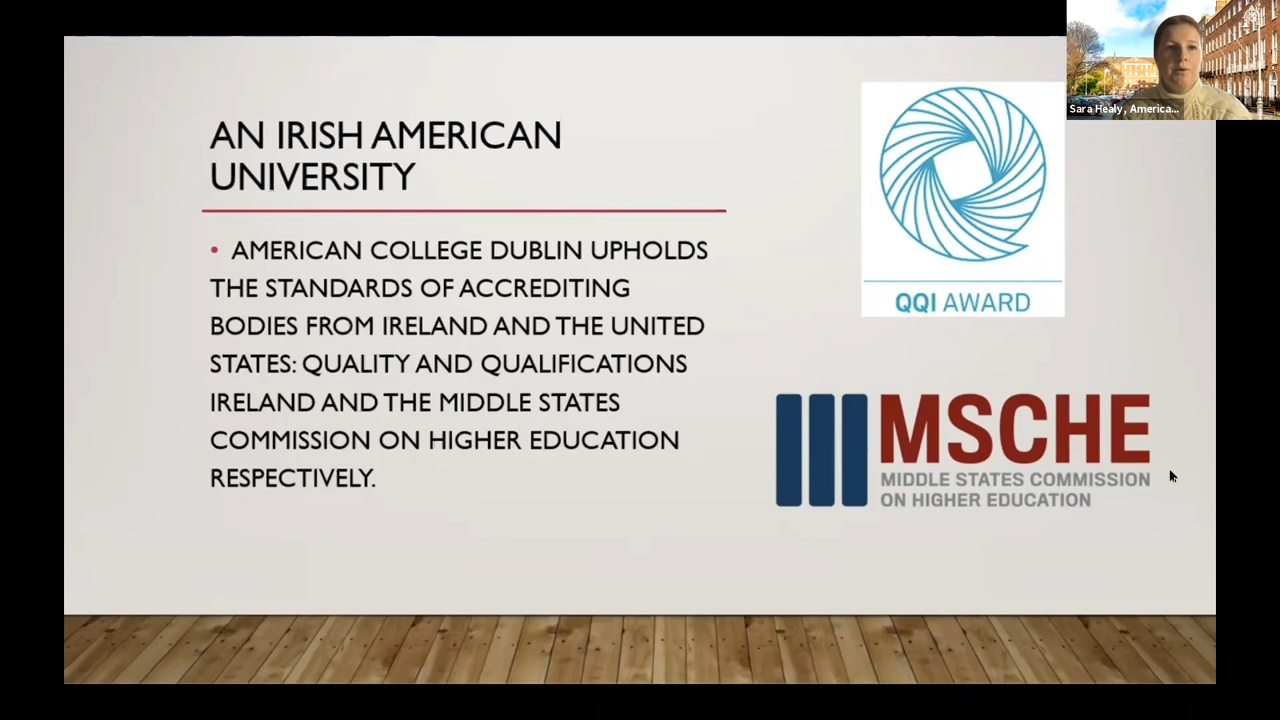 AN IRISH AMERICAN
UNIVERSITY
• AMERICAN COLLEGE DUBLIN UPHOLDS
THE STANDARDS OF ACCREDITING
BODIES FROM IRELAND AND THE UNITED
STATES: QUALITY AND QUALIFICATIONS
IRELAND AND THE MIDDLE STATES
COMMISSION ON HIGHER EDUCATION
RESPECTIVELY.
QQI AWARD
MSCHE
MIDDLE STATES COMMISSION
ON HIGHER EDUCATION
Sara Healy, America...